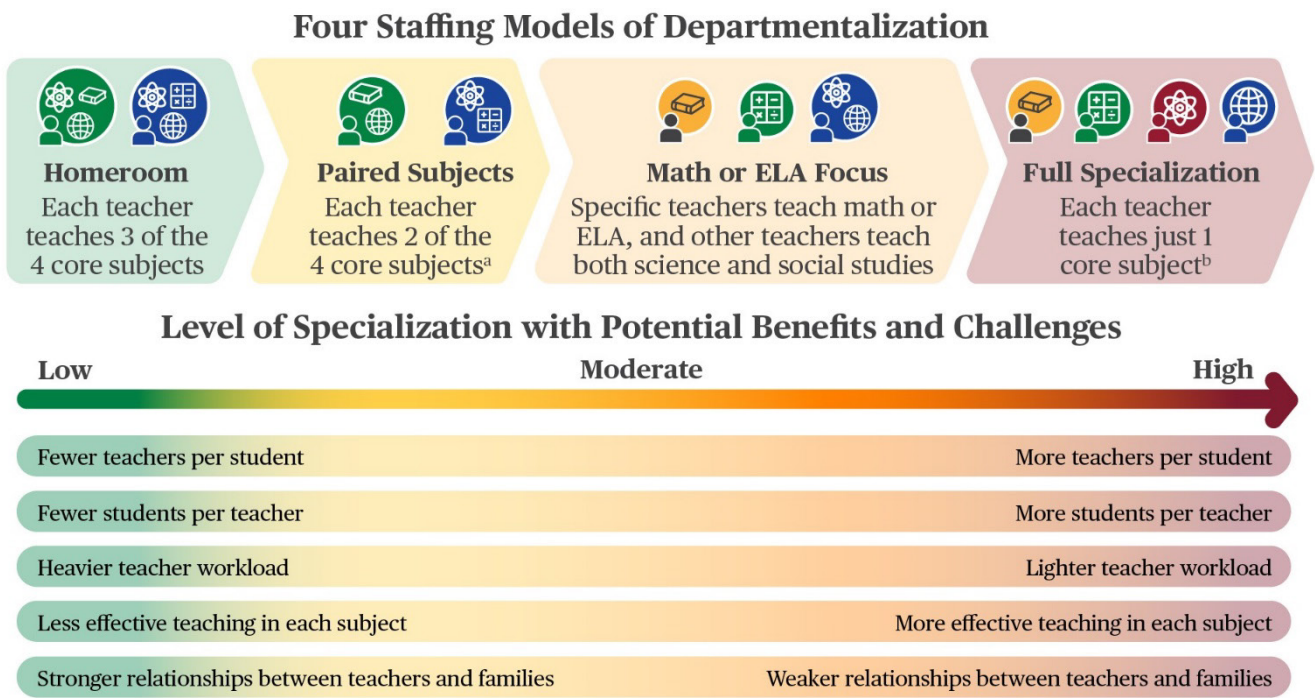 Four Staffing Models of Departmentalization
Homeroom
Each teacher
teaches 3 of the
4 core subjects
Paired Subjects
Each teacher
teaches 2 of the
4 core subjectsᵃ
Math or ELA Focus
Specific teachers teach math or
ELA, and other teachers teach
both science and social studies
Full Specialization
Each teacher
teaches just 1
core subjectᵇ
Level of Specialization with Potential Benefits and Challenges
Low Moderate High
Fewer teachers per student More teachers per student
Fewer students per teacher More students per teacher
Heavier teacher workload Lighter teacher workload
Less effective teaching in each subject More effective teaching in each subject
Stronger relationships between teachers and families Weaker relationships between teachers and families